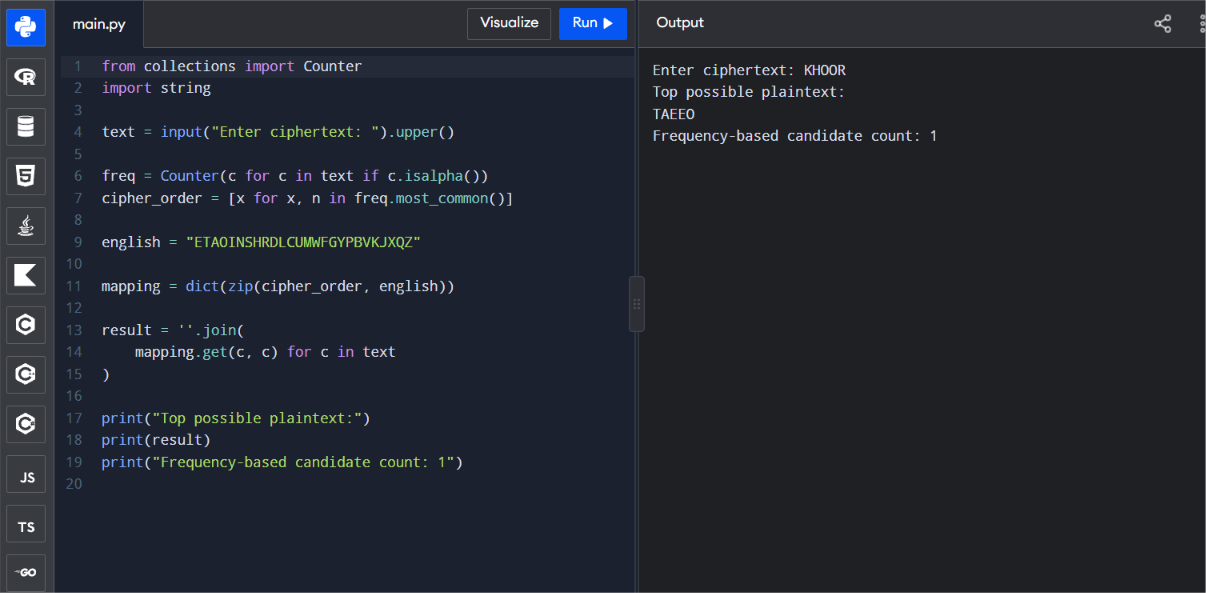 main.py
Visualize
Run
Output
1 from collections import Counter
2 import string
3
4 text = input("Enter ciphertext: ").upper()
5
6 freq = Counter(c for c in text if c.isalpha())
7 cipher_order = [x for x, n in freq.most_common()]
8
9 english = "ETAOINSHRDLCUMWFGYPBVKJXQZ"
10
11 mapping = dict(zip(cipher_order, english))
12
13 result = ''.join(
14     mapping.get(c, c) for c in text
15 )
16
17 print("Top possible plaintext:")
18 print(result)
19 print("Frequency-based candidate count: 1")
20
Enter ciphertext: KHOOR
Top possible plaintext:
TAEEO
Frequency-based candidate count: 1
R
5
C
C
C
JS
TS
GO